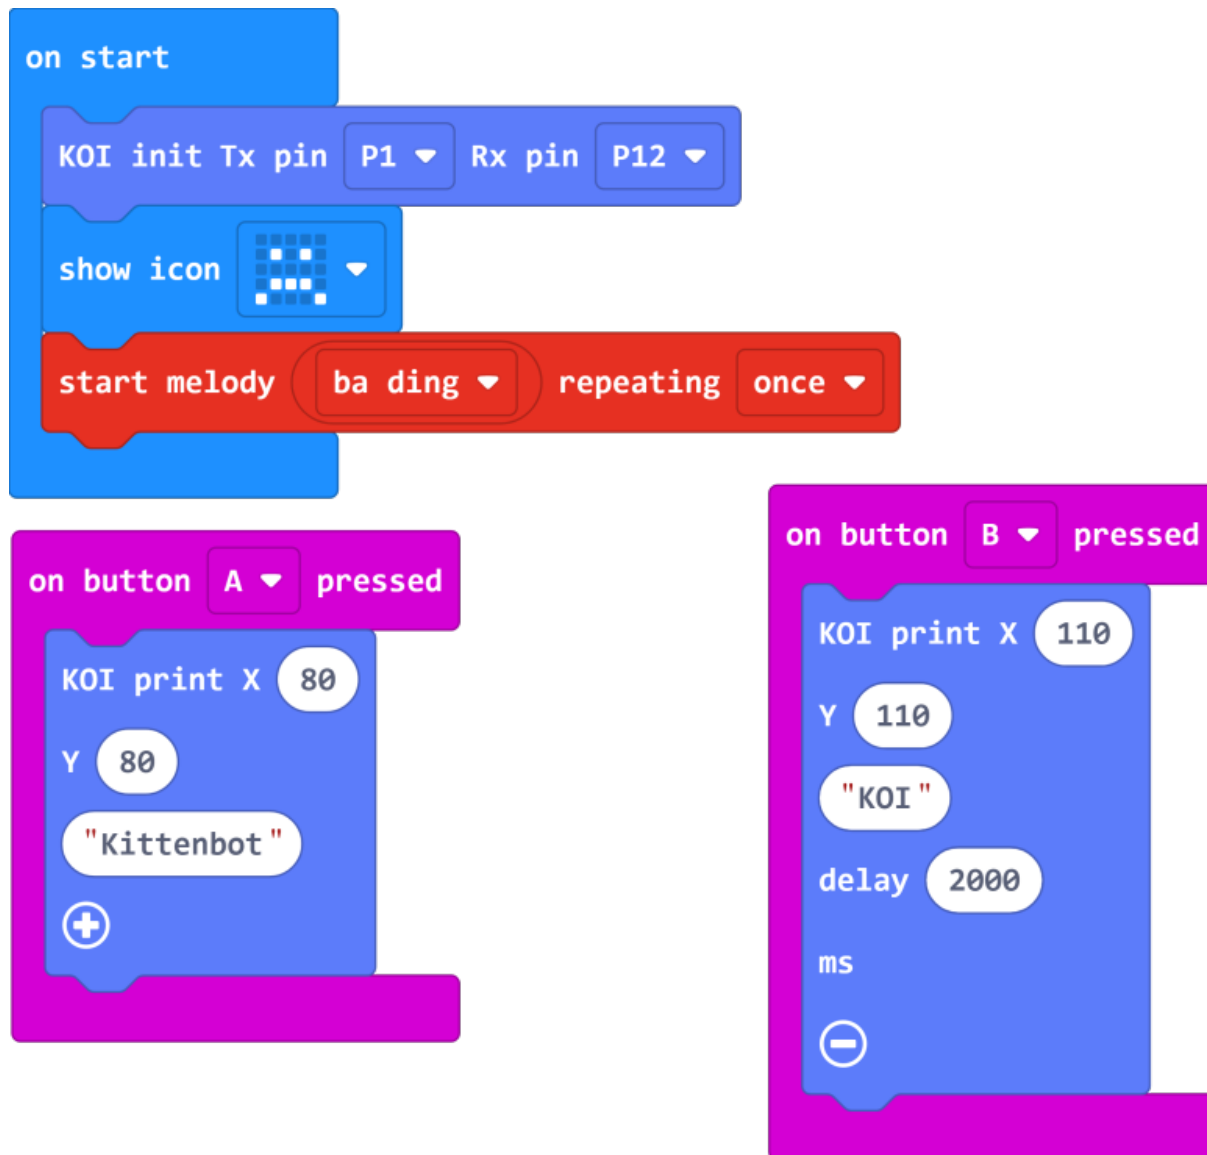 on start
KOI init Tx pin P1 Rx pin P12
show icon
start melody ba ding repeating once
on button A pressed
KOI print X 80
Y 80
"Kittenbot"
on button B pressed
KOI print X 110
Y 110
"KOI"
delay 2000
ms